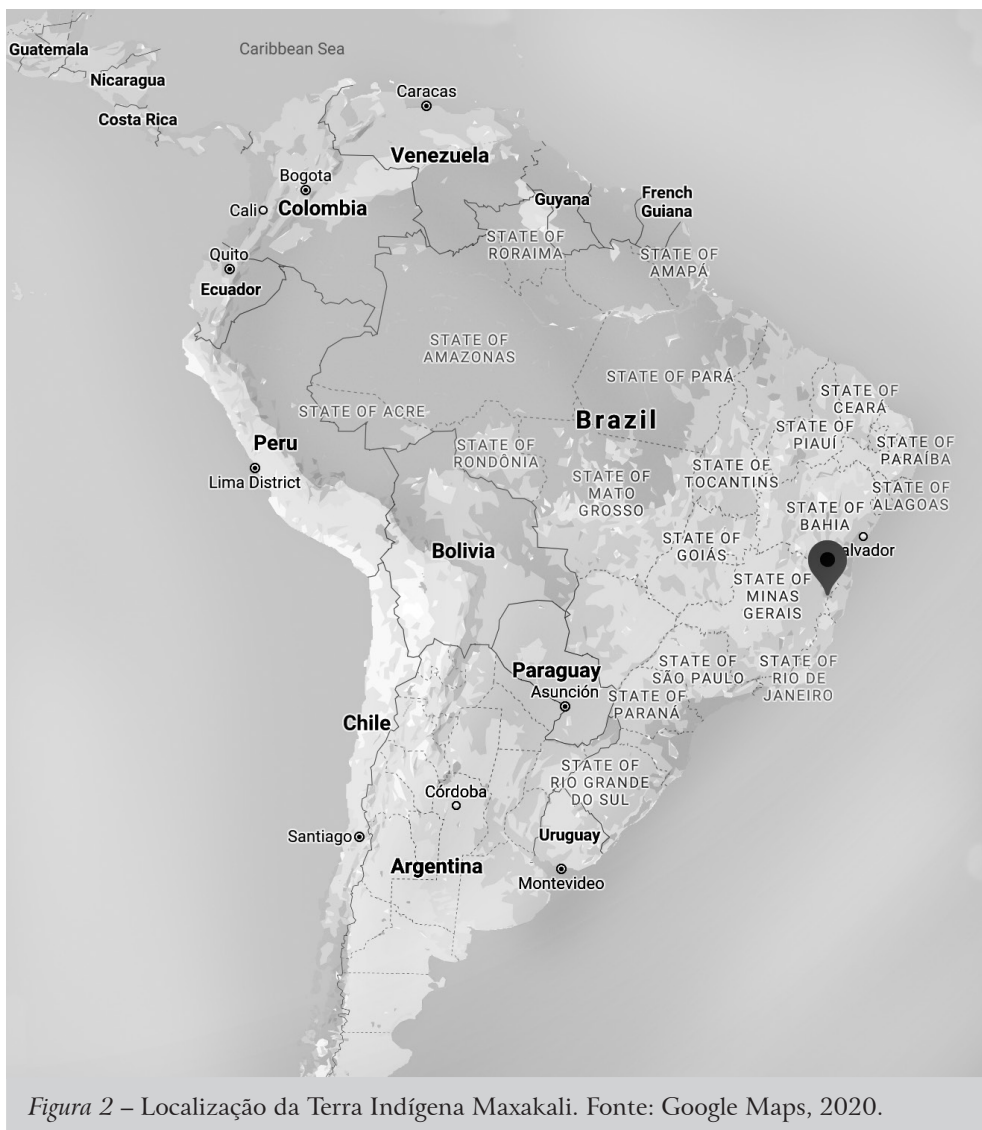 Caribbean Sea
Guatemala
Nicaragua
Costa Rica
Caracas
Venezuela
Bogota
Cali
Colombia
Guyana
French
Guiana
STATE OF
RORAIMA
STATE OF
AMAPÁ
Quito
Ecuador
STATE OF
AMAZONAS
STATE OF PARÁ
STATE OF
CEARÁ
STATE OF ACRE
Brazil
STATE OF
PIAUÍ
STATE OF
PARAÍBA
Peru
STATE OF
RONDÔNIA
Lima District
STATE OF
MATO
GROSSO
STATE OF
TOCANTINS
STATE OF
ALAGOAS
STATE OF
BAHIA
Bolivia
STATE OF
GOIÁS
alvador
STATE OF
MINAS
GERAIS
Paraguay
Asunción
STATE OF
SÃO PAULO
STATE OF
RIO DE
JANEIRO
STATE OF
PARANÁ
Chile
STATE OF
RIO GRANDE
DO SUL
Córdoba
Santiago
Uruguay
Argentina
Montevideo
Figura 2 – Localização da Terra Indígena Maxakali. Fonte: Google Maps, 2020.